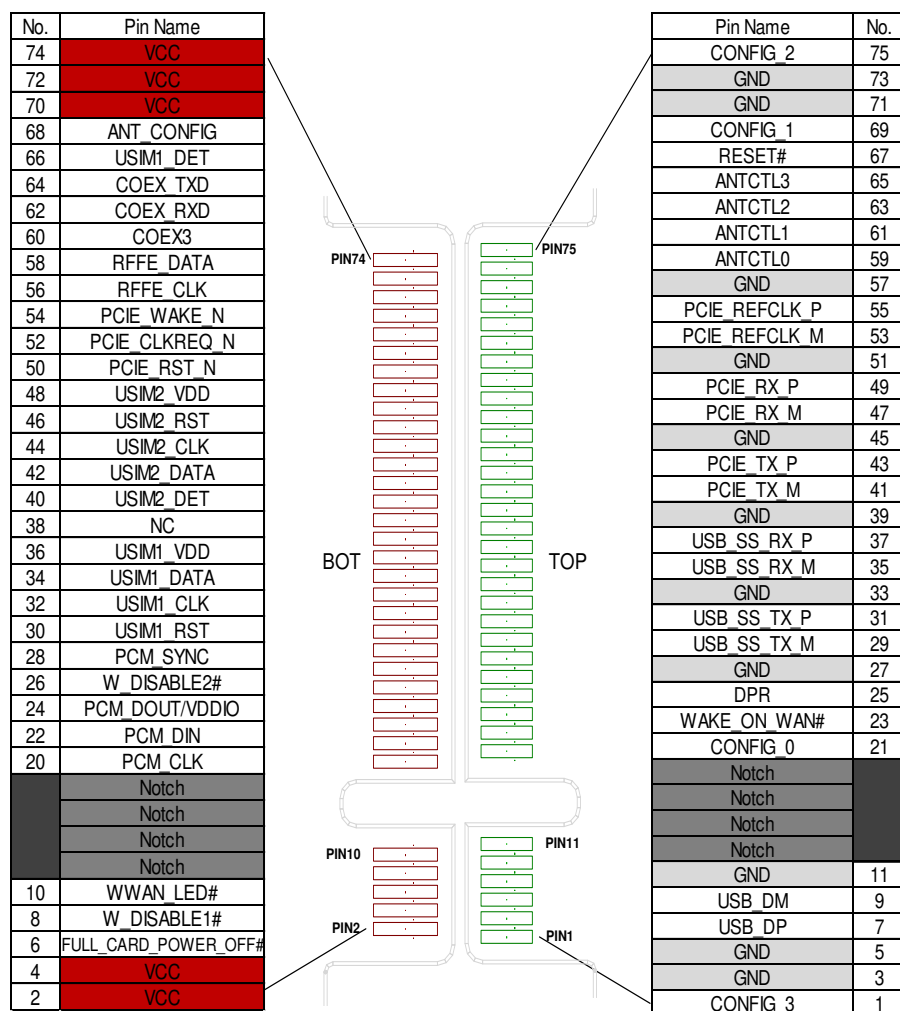 No. Pin Name
74 VCC
72 VCC
70 VCC
68 ANT_CONFIG
66 USIM1_DET
64 COEX_TXD
62 COEX_RXD
60 COEX3
58 RFFE_DATA
56 RFFE_CLK
54 PCIE_WAKE_N
52 PCIE_CLKREQ_N
50 PCIE_RST_N
48 USIM2_VDD
46 USIM2_RST
44 USIM2_CLK
42 USIM2_DATA
40 USIM2_DET
38 NC
36 USIM1_VDD
34 USIM1_DATA
32 USIM1_CLK
30 USIM1_RST
28 PCM_SYNC
26 W_DISABLE2#
24 PCM_DOUT/VDDIO
22 PCM_DIN
20 PCM_CLK
Notch
Notch
Notch
Notch
10 WWAN_LED#
8 W_DISABLE1#
6 FULL_CARD_POWER_OFF#
4 VCC
2 VCC
PIN74
PIN75
BOT
TOP
PIN10
PIN11
PIN2
PIN1
Pin Name No.
CONFIG_2 75
GND 73
GND 71
CONFIG_1 69
RESET# 67
ANTCTL3 65
ANTCTL2 63
ANTCTL1 61
ANTCTL0 59
GND 57
PCIE_REFCLK_P 55
PCIE_REFCLK_M 53
GND 51
PCIE_RX_P 49
PCIE_RX_M 47
GND 45
PCIE_TX_P 43
PCIE_TX_M 41
GND 39
USB_SS_RX_P 37
USB_SS_RX_M 35
GND 33
USB_SS_TX_P 31
USB_SS_TX_M 29
GND 27
DPR 25
WAKE_ON_WAN# 23
CONFIG_0 21
Notch
Notch
Notch
Notch
GND 11
USB_DM 9
USB_DP 7
GND 5
GND 3
CONFIG_3 1